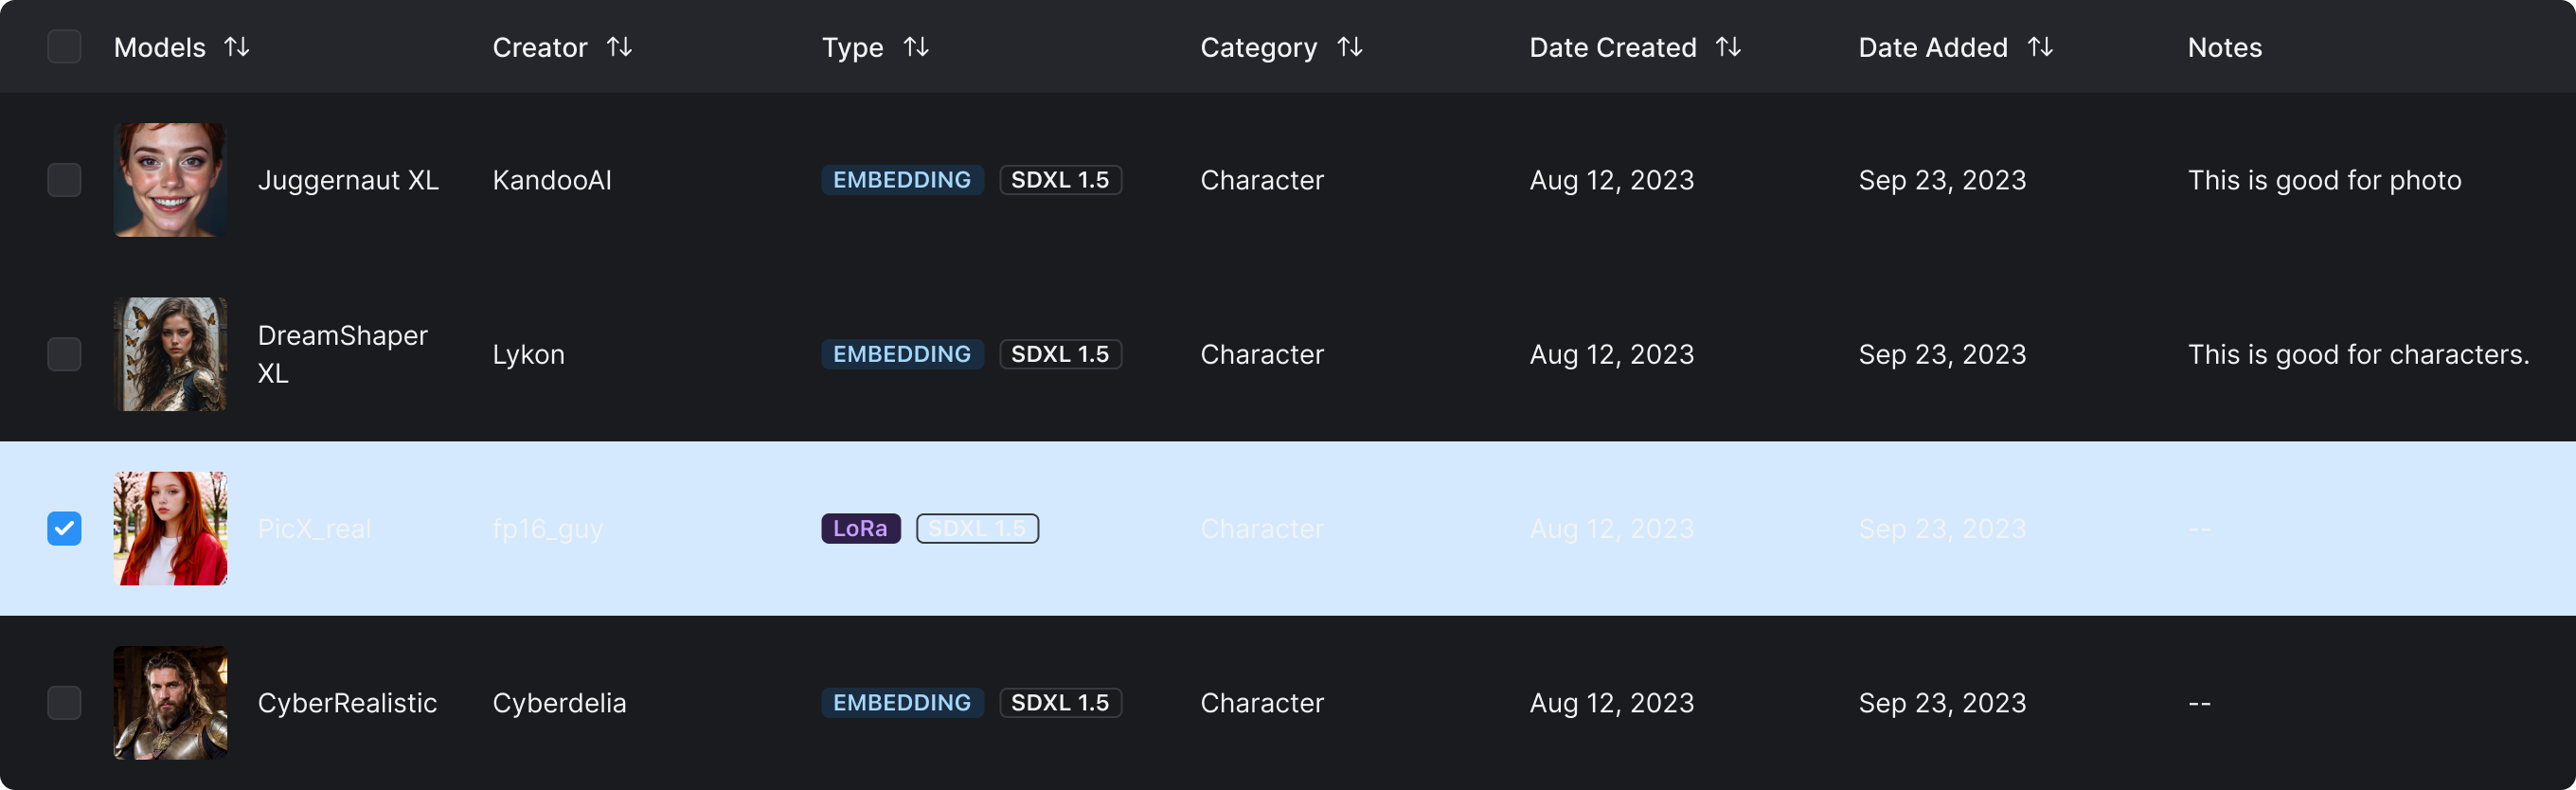 Models Creator Type Category Date Created Date Added Notes
Juggernaut XL KandooAI EMBEDDING SDXL 1.5 Character Aug 12, 2023 Sep 23, 2023 This is good for photo
DreamShaper
XL Lykon EMBEDDING SDXL 1.5 Character Aug 12, 2023 Sep 23, 2023 This is good for characters.
PicX_real fp16_guy LoRa SDXL 1.5 Character Aug 12, 2023 Sep 23, 2023 --
CyberRealistic Cyberdelia EMBEDDING SDXL 1.5 Character Aug 12, 2023 Sep 23, 2023 --